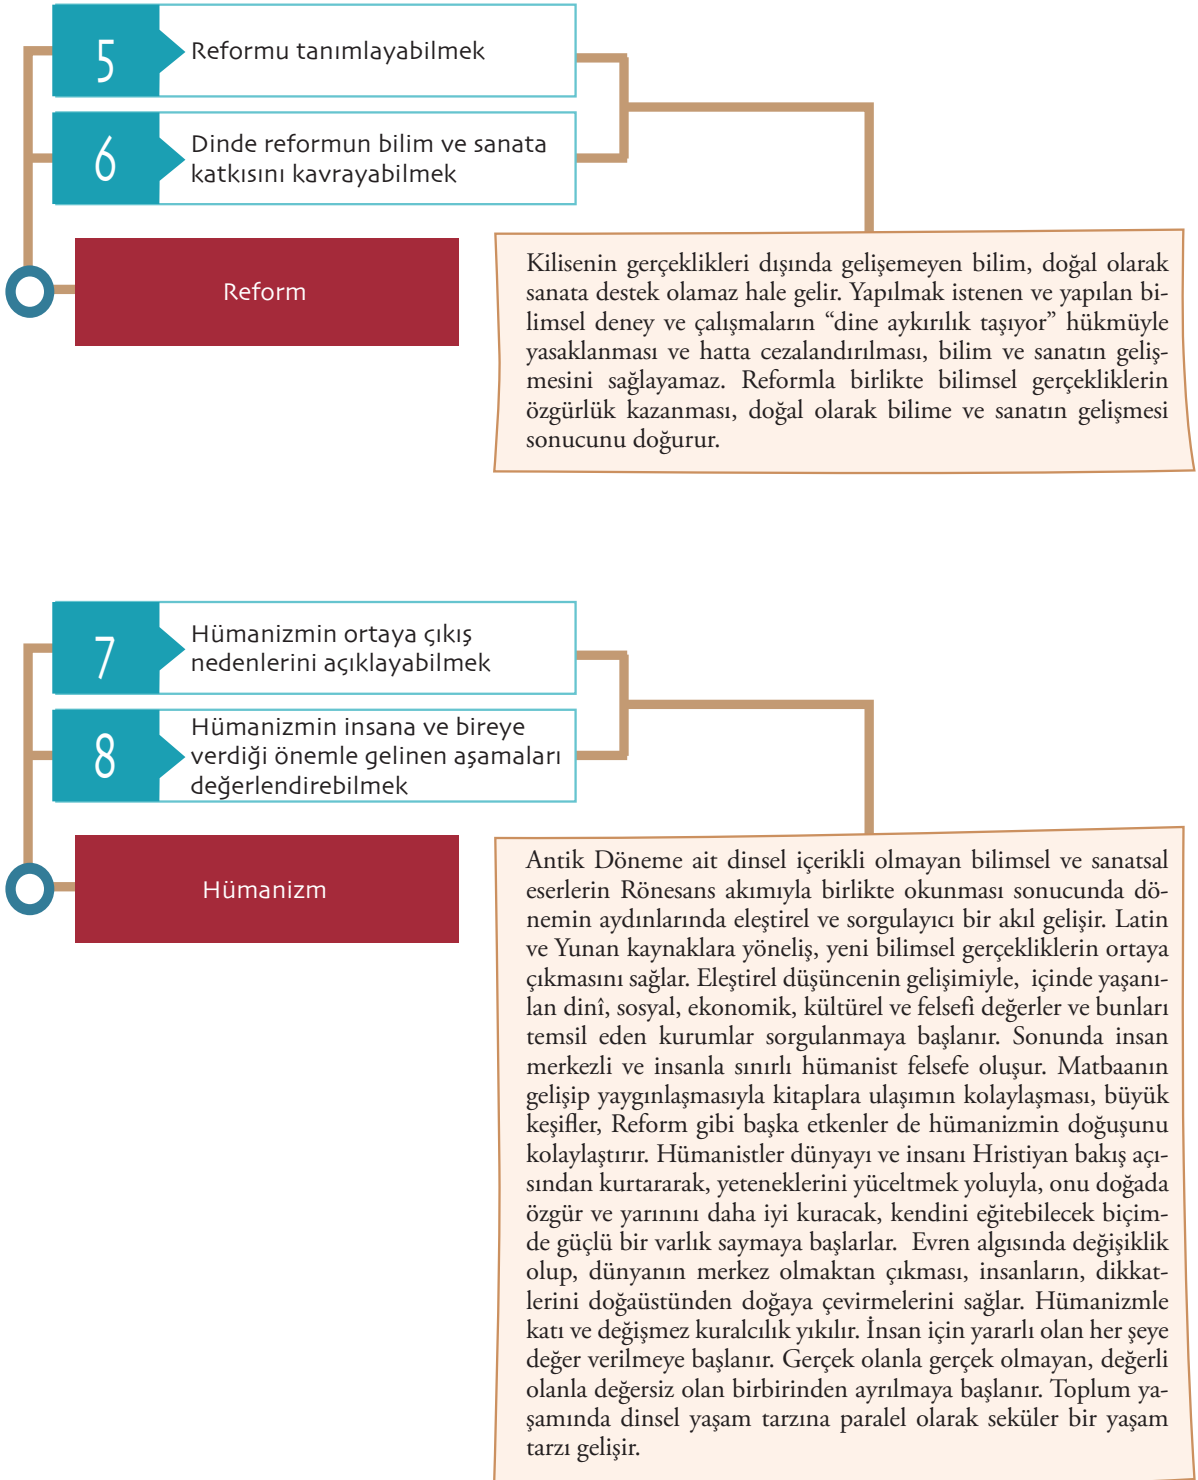 5
Reformu tanımlayabilmek
6
Dinde reformun bilim ve sanata
katkısını kavrayabilmek
Reform
Kilisenin gerçeklikleri dışında gelişemeyen bilim, doğal olarak
sanata destek olamaz hale gelir. Yapılmak istenen ve yapılan bi-
limsel deney ve çalışmaların “dine aykırılık taşıyor” hükmüyle
yasaklanması ve hatta cezalandırılması, bilim ve sanatın geliş-
mesini sağlayamaz. Reformla birlikte bilimsel gerçekliklerin
özgürlük kazanması, doğal olarak bilime ve sanatın gelişmesi
sonucunu doğurur.
7
Hümanizmin ortaya çıkış
nedenlerini açıklayabilmek
8
Hümanizmin insana ve bireye
verdiği önemle gelinen aşamaları
değerlendirebilmek
Hümanizm
Antik Döneme ait dinsel içerikli olmayan bilimsel ve sanatsal
eserlerin Rönesans akımıyla birlikte okunması sonucunda dö-
nemin aydınlarında eleştirel ve sorgulayıcı bir akıl gelişir. Latin
ve Yunan kaynaklara yöneliş, yeni bilimsel gerçekliklerin ortaya
çıkmasını sağlar. Eleştirel düşüncenin gelişimiyle, içinde yaşanı-
lan dinî, sosyal, ekonomik, kültürel ve felsefi değerler ve bunları
temsil eden kurumlar sorgulanmaya başlanır. Sonunda insan
merkezli ve insanla sınırlı hümanist felsefe oluşur. Matbaanın
gelişip yaygınlaşmasıyla kitaplara ulaşımın kolaylaşması, büyük
keşifler, Reform gibi başka etkenler de hümanizmin doğuşunu
kolaylaştırır. Hümanistler dünyayı ve insanı Hristiyan bakış açı-
sından kurtararak, yeteneklerini yüceltmek yoluyla, onu doğada
özgür ve yarınını daha iyi kuracak, kendini eğitebilecek biçim-
de güçlü bir varlık saymaya başlarlar. Evren algısında değişiklik
olup, dünyanın merkez olmaktan çıkması, insanların, dikkat-
lerini doğaüstünden doğaya çevirmelerini sağlar. Hümanizmle
katı ve değişmez kuralcılık yıkılır. İnsan için yararlı olan her şeye
değer verilmeye başlanır. Gerçek olanla gerçek olmayan, değerli
olanla değersiz olan birbirinden ayrılmaya başlanır. Toplum ya-
şamında dinsel yaşam tarzına paralel olarak seküler bir yaşam
tarzı gelişir.